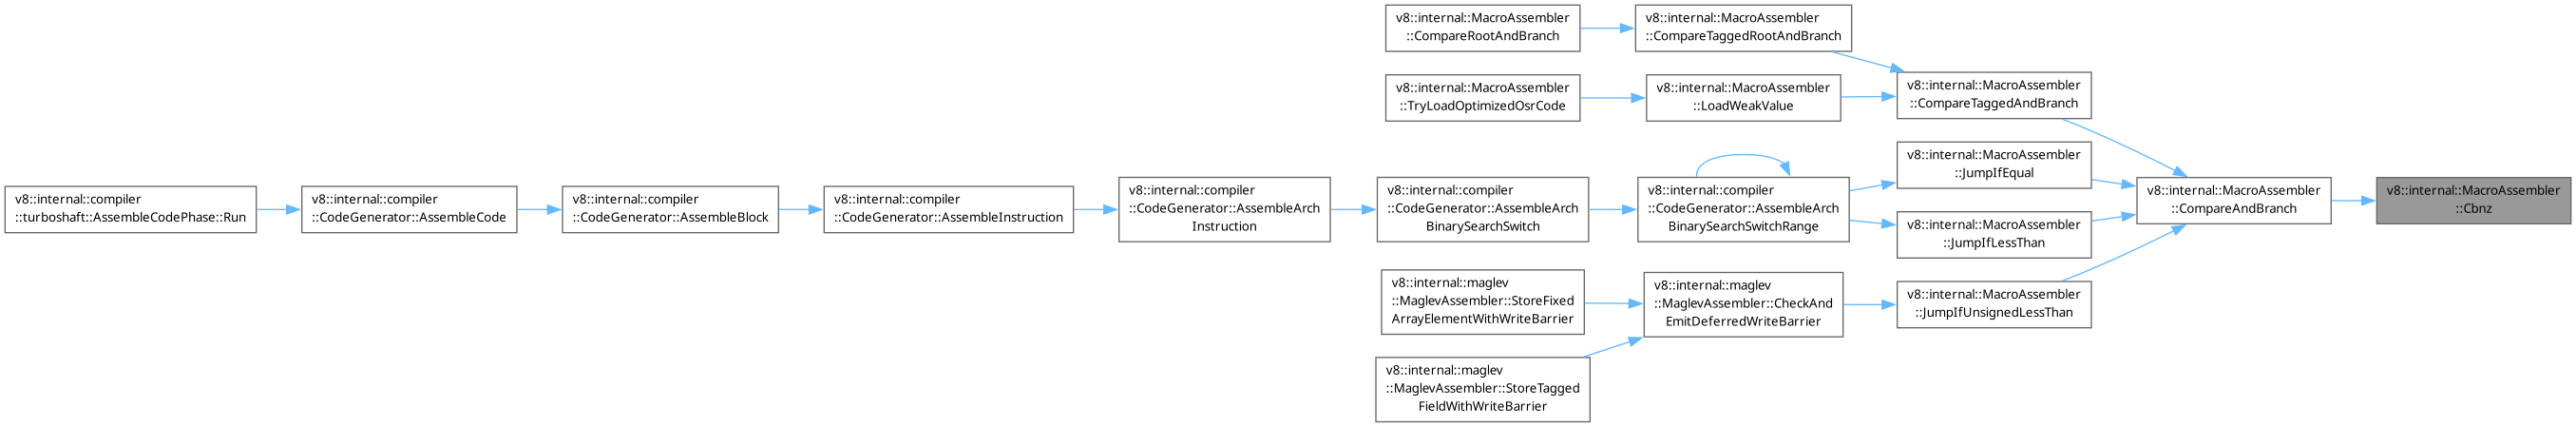 v8::internal::MacroAssembler
::CompareRootAndBranch
v8::internal::MacroAssembler
::CompareTaggedRootAndBranch
v8::internal::MacroAssembler
::TryLoadOptimizedOsrCode
v8::internal::MacroAssembler
::LoadWeakValue
v8::internal::MacroAssembler
::CompareTaggedAndBranch
v8::internal::MacroAssembler
::JumpIfEqual
v8::internal::compiler
::turboshaft::AssembleCodePhase::Run
v8::internal::compiler
::CodeGenerator::AssembleCode
v8::internal::compiler
::CodeGenerator::AssembleBlock
v8::internal::compiler
::CodeGenerator::AssembleInstruction
v8::internal::compiler
::CodeGenerator::AssembleArch
Instruction
v8::internal::compiler
::CodeGenerator::AssembleArch
BinarySearchSwitch
v8::internal::compiler
::CodeGenerator::AssembleArch
BinarySearchSwitchRange
v8::internal::MacroAssembler
::CompareAndBranch
v8::internal::MacroAssembler
::Cbnz
v8::internal::MacroAssembler
::JumpIfLessThan
v8::internal::maglev
::MaglevAssembler::StoreFixed
ArrayElementWithWriteBarrier
v8::internal::maglev
::MaglevAssembler::CheckAnd
EmitDeferredWriteBarrier
v8::internal::MacroAssembler
::JumpIfUnsignedLessThan
v8::internal::maglev
::MaglevAssembler::StoreTagged
FieldWithWriteBarrier